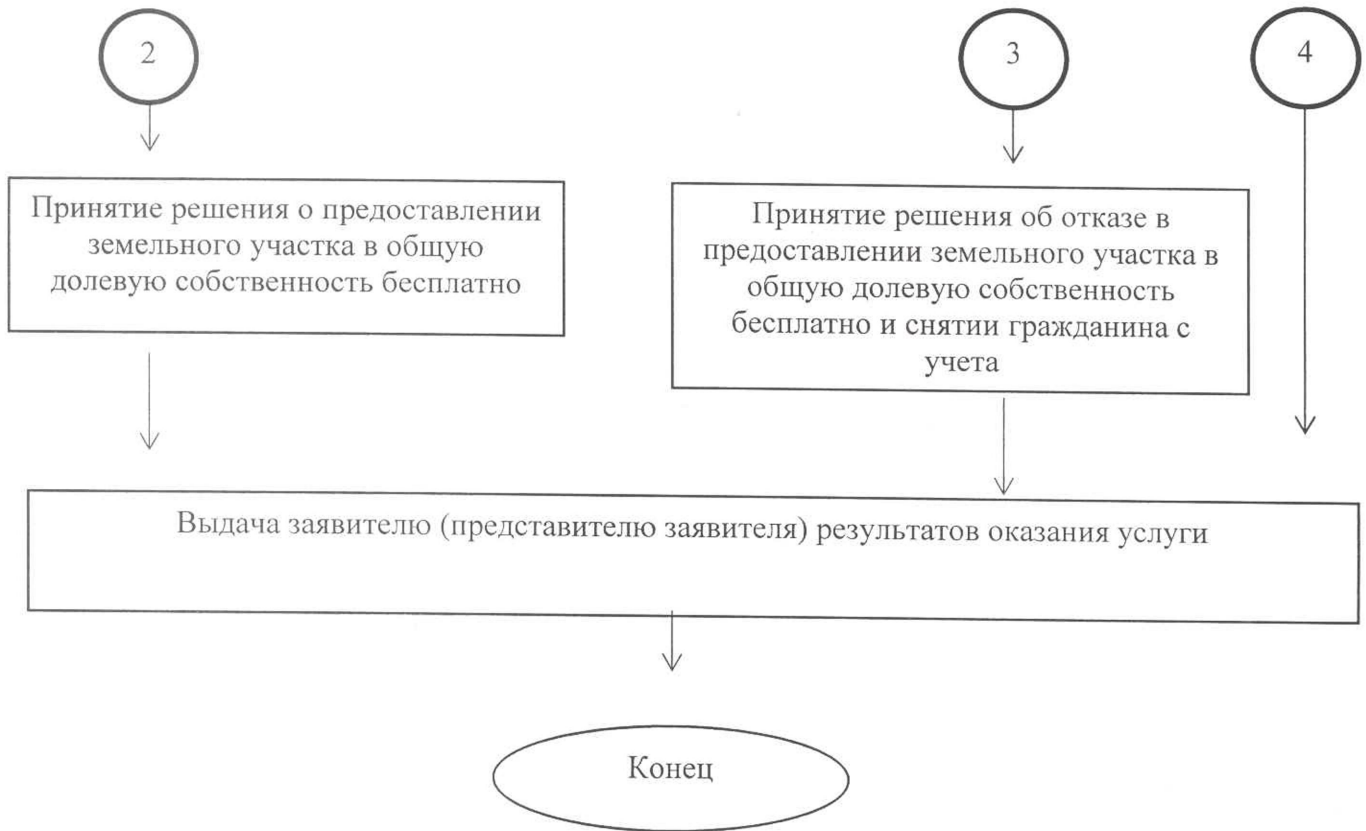 2
3
4
Принятие решения о предоставлении
земельного участка в общую
долевую собственность бесплатно
Принятие решения об отказе в
предоставлении земельного участка в
общую долевую собственность
бесплатно и снятии гражданина с
учета
Выдача заявителю (представителю заявителя) результатов оказания услуги
Конец